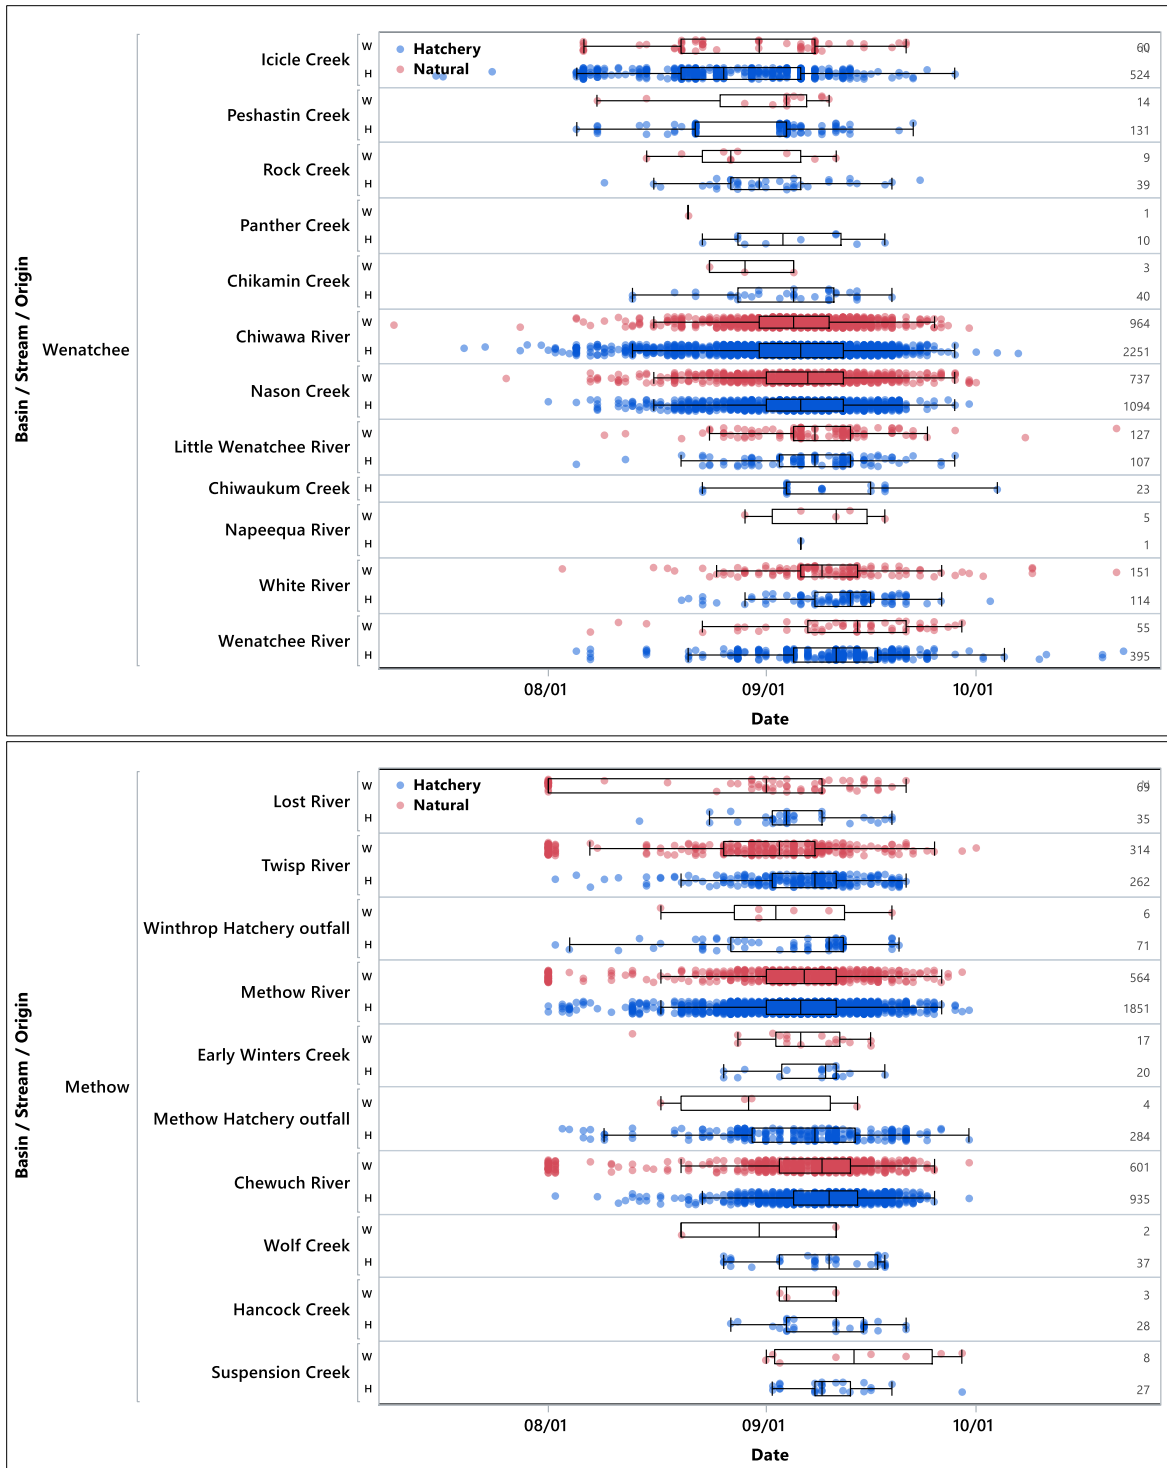 Basin / Stream / Origin
Wenatchee
Hatchery
Natural
Icicle Creek
W 60
H 524
Peshastin Creek
W 14
H 131
Rock Creek
W 9
H 39
Panther Creek
W 1
H 10
Chikamin Creek
W 3
H 40
Chiwawa River
W 964
H 2251
Nason Creek
W 737
H 1094
Little Wenatchee River
W 127
H 107
Chiwaukum Creek
H 23
Napeequa River
W 5
H 1
White River
W 151
H 114
Wenatchee River
W 55
H 395
08/01 09/01 10/01
Date
Basin / Stream / Origin
Methow
Hatchery
Natural
Lost River
W 69
H 35
Twisp River
W 314
H 262
Winthrop Hatchery outfall
W 6
H 71
Methow River
W 564
H 1851
Early Winters Creek
W 17
H 20
Methow Hatchery outfall
W 4
H 284
Chewuch River
W 601
H 935
Wolf Creek
W 2
H 37
Hancock Creek
W 3
H 28
Suspension Creek
W 8
H 27
08/01 09/01 10/01
Date